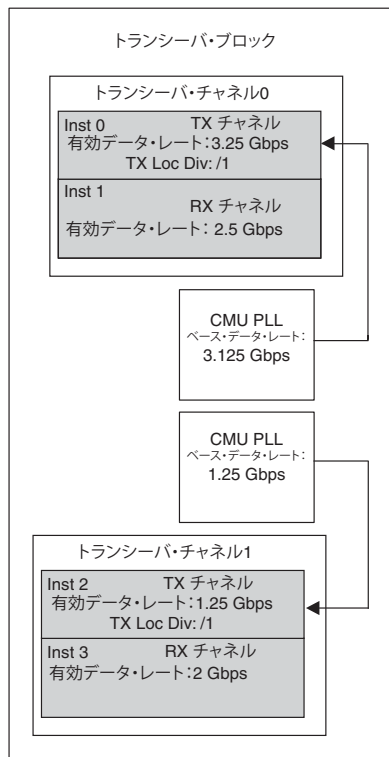 トランシーバ・ブロック
トランシーバ・チャネル0
Inst 0 TX チャネル
有効データ・レート:3.25 Gbps
TX Loc Div: /1
Inst 1
RX チャネル
有効データ・レート: 2.5 Gbps
CMU PLL
ベース・データ・レート:
3.125 Gbps
CMU PLL
ベース・データ・レート:
1.25 Gbps
トランシーバ・チャネル1
Inst 2 TX チャネル
有効データ・レート:1.25 Gbps
TX Loc Div: /1
Inst 3 RX チャネル
有効データ・レート:2 Gbps